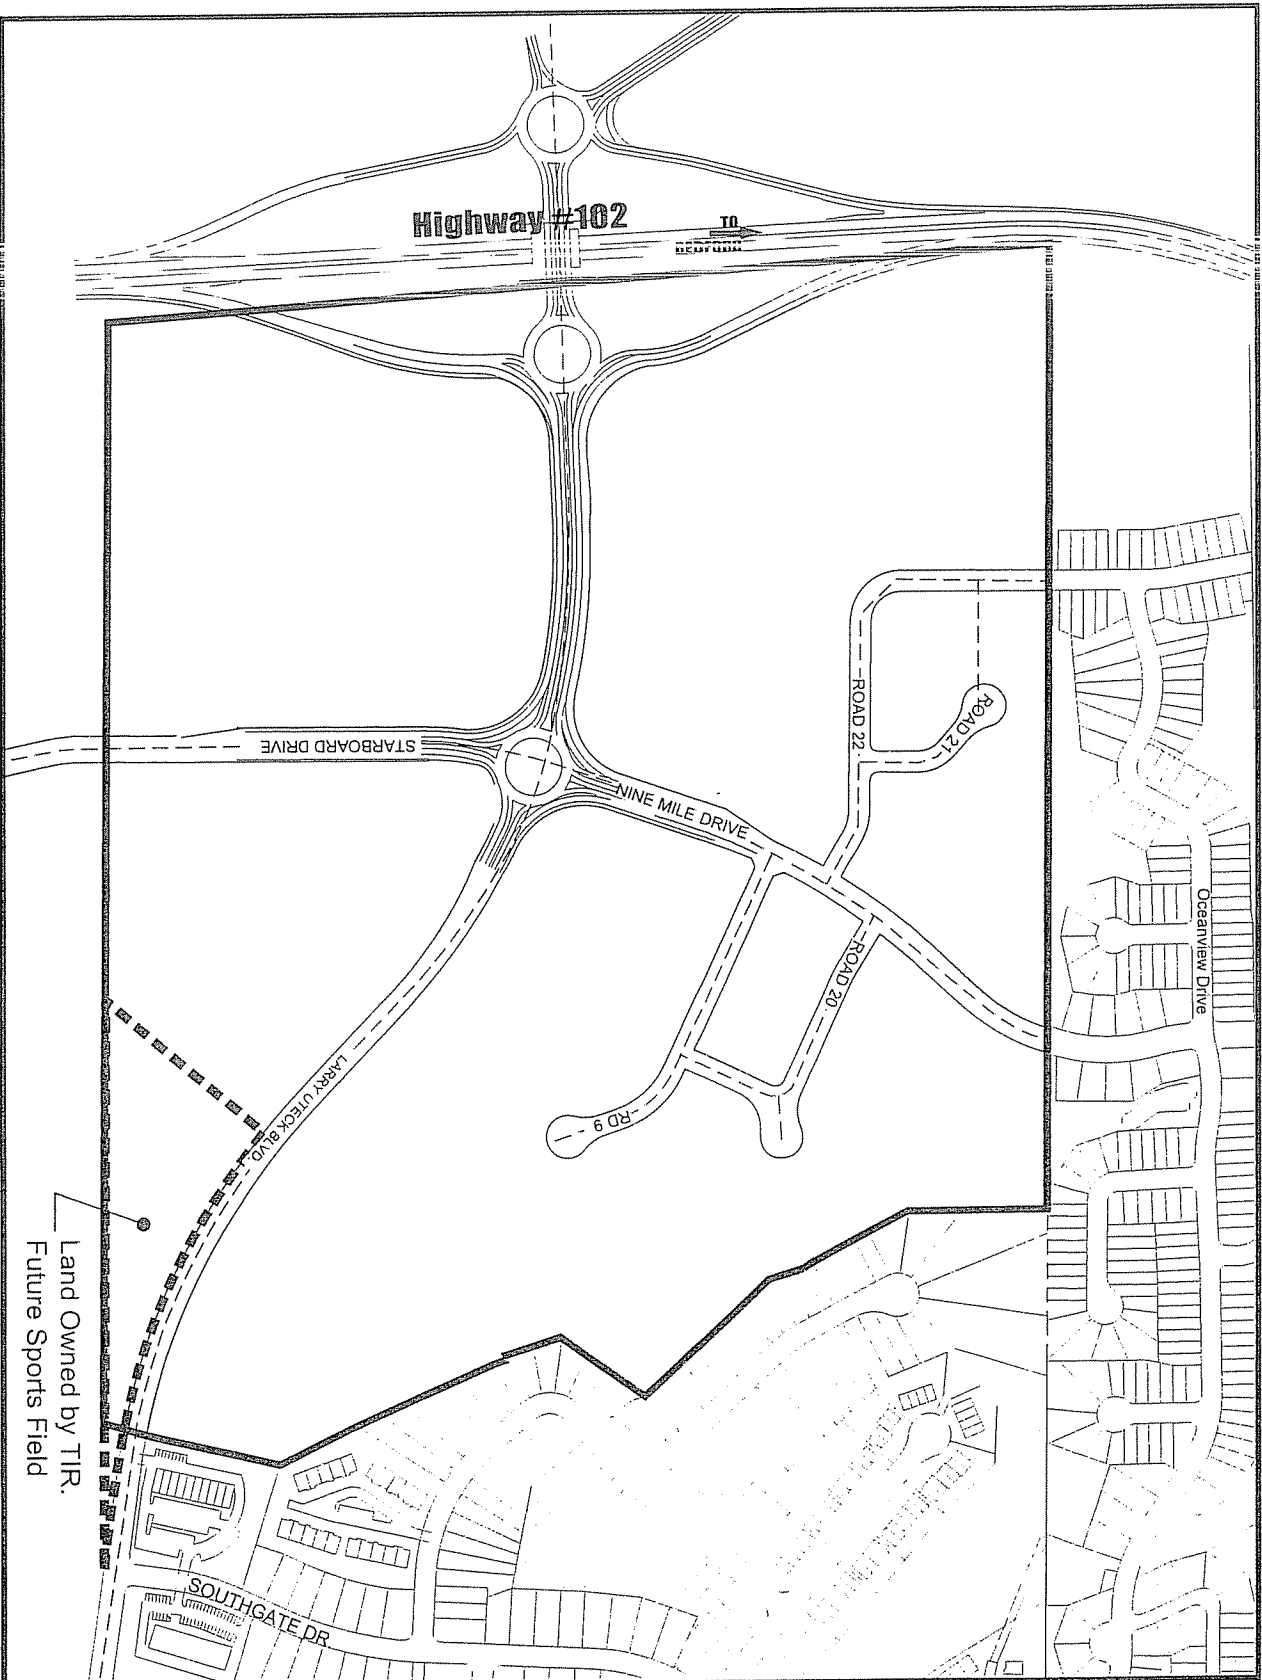 Highway #102
TO
BEDFORD
ROAD 22
ROAD 21
STARBOARD DRIVE
NINE MILE DRIVE
Oceanview Drive
ROAD 20
LARRY UTECK BLVD.
RD 9
Land Owned by TIR.
Future Sports Field
SOUTHGATE DR